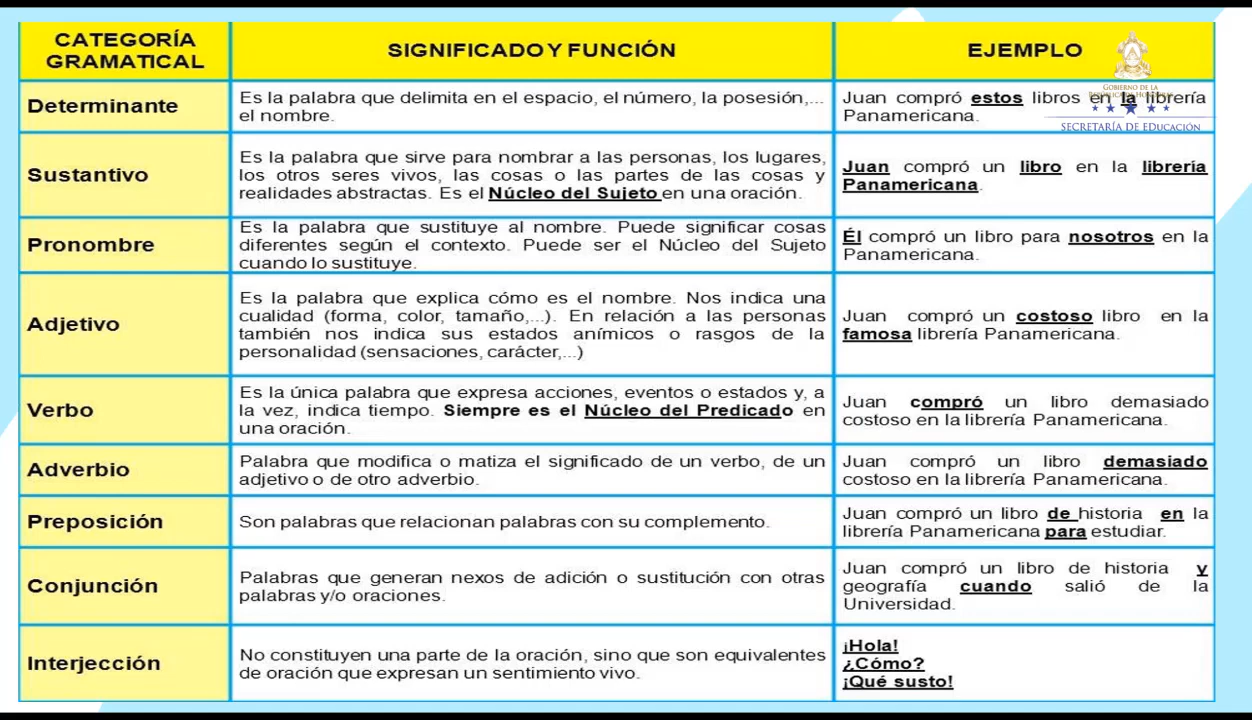 CATEGORÍA
GRAMATICAL
SIGNIFICADO Y FUNCIÓN
EJEMPLO
GOBIERNO DE LA
REPÚBLICA DE HONDURAS
SECRETARÍA DE EDUCACIÓN
Determinante
Es la palabra que delimita en el espacio, el número, la posesión,...
el nombre.
Juan compró estos libros en la librería
Panamericana.
Sustantivo
Es la palabra que sirve para nombrar a las personas, los lugares,
los otros seres vivos, las cosas o las partes de las cosas y
realidades abstractas. Es el Núcleo del Sujeto en una oración.
Juan compró un libro en la librería
Panamericana.
Pronombre
Es la palabra que sustituye al nombre. Puede significar cosas
diferentes según el contexto. Puede ser el Núcleo del Sujeto
cuando lo sustituye.
Él compró un libro para nosotros en la
Panamericana.
Adjetivo
Es la palabra que explica cómo es el nombre. Nos indica una
cualidad (forma, color, tamaño,...). En relación a las personas
también nos indica sus estados anímicos o rasgos de la
personalidad (sensaciones, carácter,...)
Juan compró un costoso libro en la
famosa librería Panamericana.
Verbo
Es la única palabra que expresa acciones, eventos o estados y, a
la vez, indica tiempo. Siempre es el Núcleo del Predicado en
una oración.
Juan compró un libro demasiado
costoso en la librería Panamericana.
Adverbio
Palabra que modifica o matiza el significado de un verbo, de un
adjetivo o de otro adverbio.
Juan compró un libro demasiado
costoso en la librería Panamericana.
Preposición
Son palabras que relacionan palabras con su complemento.
Juan compró un libro de historia en la
librería Panamericana para estudiar.
Conjunción
Palabras que generan nexos de adición o sustitución con otras
palabras y/o oraciones.
Juan compró un libro de historia y
geografía cuando salió de la
Universidad.
Interjección
No constituyen una parte de la oración, sino que son equivalentes
de oración que expresan un sentimiento vivo.
¡Hola!
¿Cómo?
¡Qué susto!